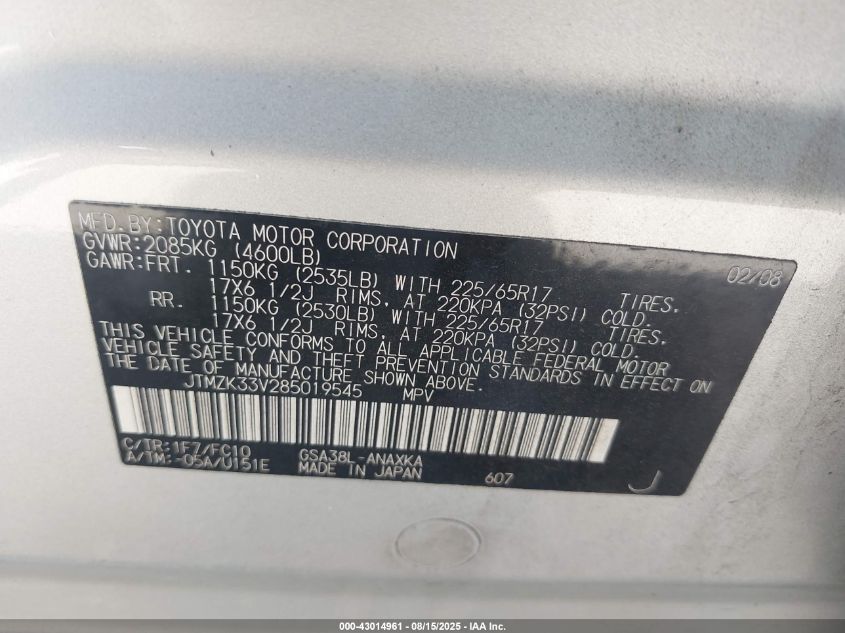 MFD. BY: TOYOTA MOTOR CORPORATION 02/08
GVWR: 2085KG (4600LB)
GAWR: FRT. 1150KG (2535LB) WITH 225/65R17 TIRES,
17X6 1/2J RIMS, AT 220KPA (32PSI) COLD.
RR. 1150KG (2530LB) WITH 225/65R17 TIRES,
17X6 1/2J RIMS, AT 220KPA (32PSI) COLD.
THIS VEHICLE CONFORMS TO ALL APPLICABLE FEDERAL MOTOR
VEHICLE SAFETY AND THEFT PREVENTION STANDARDS IN EFFECT ON
THE DATE OF MANUFACTURE SHOWN ABOVE.
JTMZK33V285019545 MPV
C/TR: 1F7/FC10 GSA38L-ANAXKA
A/TM: -05A/U151E MADE IN JAPAN 607 J
000-43014961 - 08/15/2025 - IAA Inc.